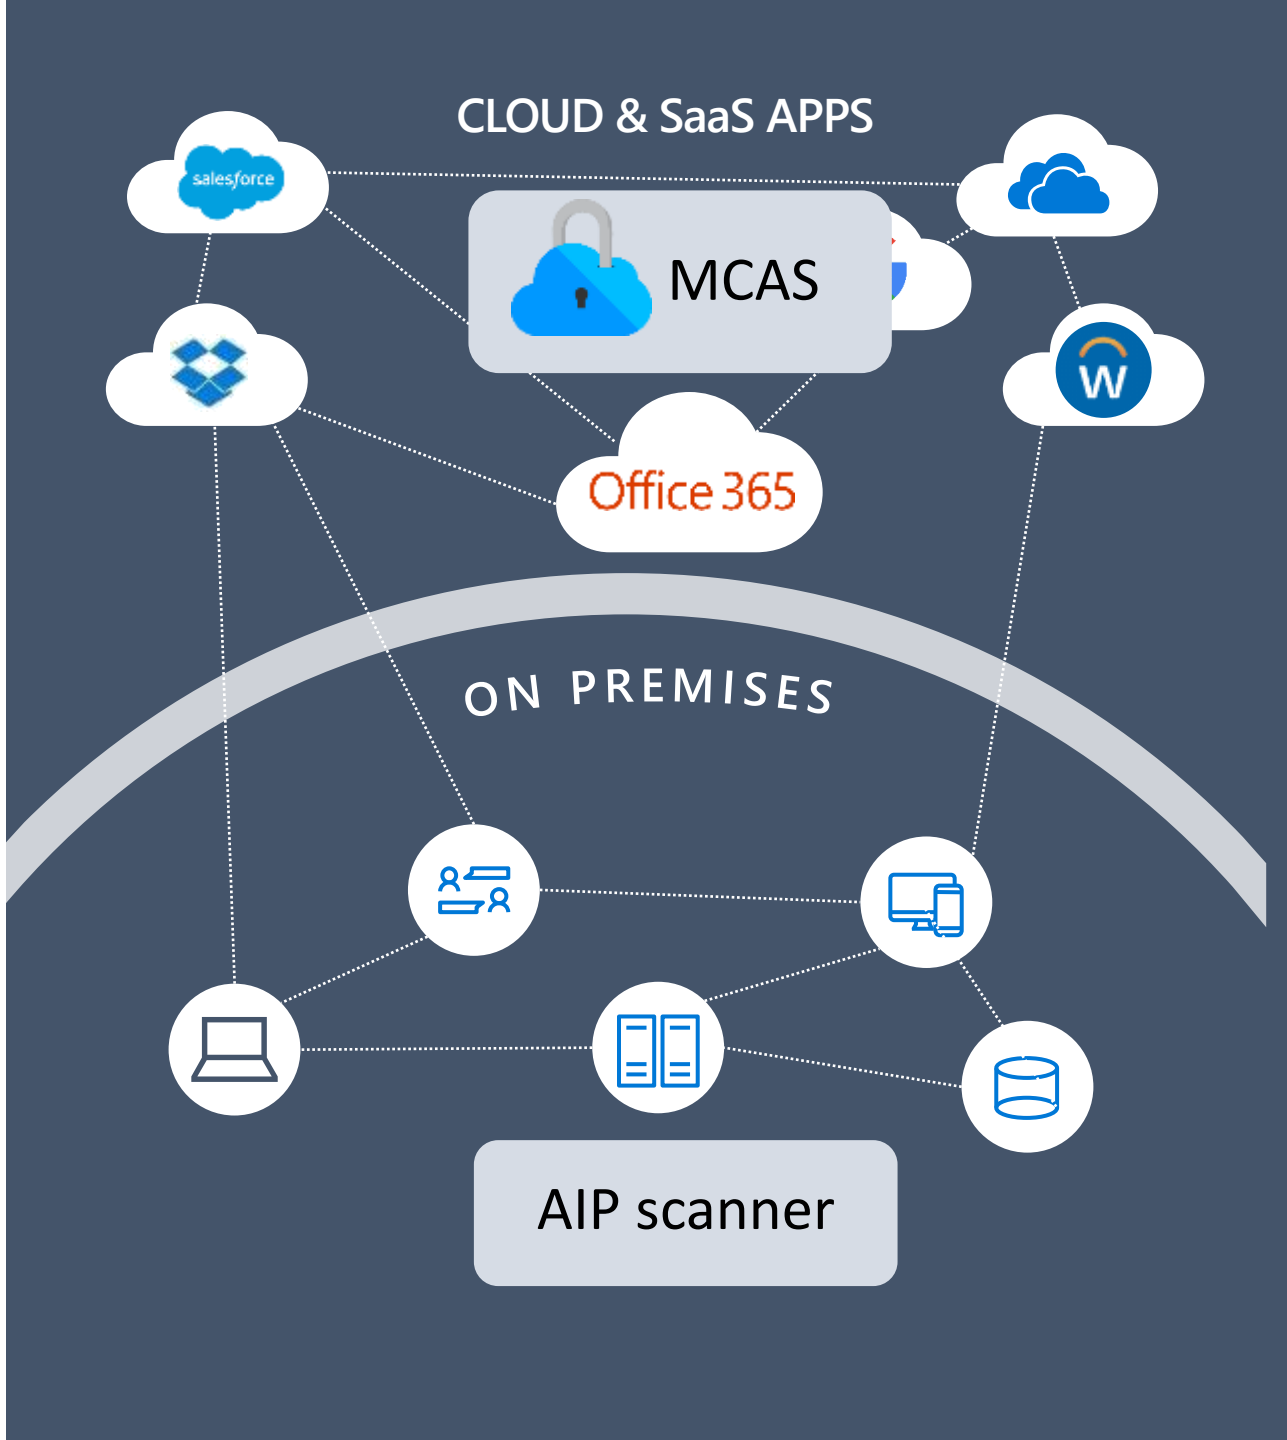 CLOUD & SaaS APPS
salesforce
MCAS
W
Office 365
ON PREMISES
AIP scanner